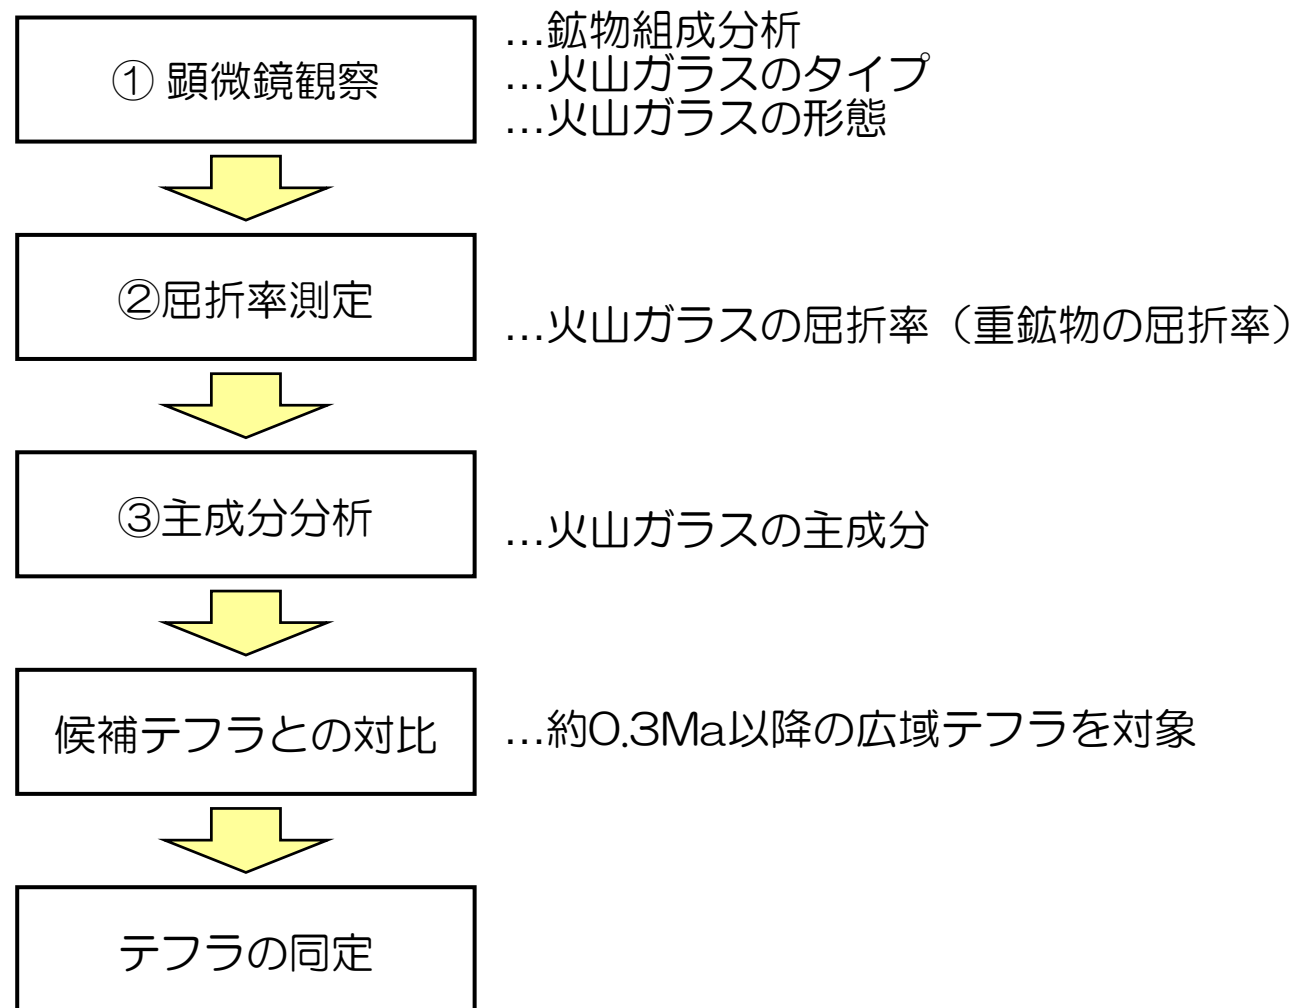 ① 顕微鏡観察
…鉱物組成分析
…火山ガラスのタイプ
…火山ガラスの形態
②屈折率測定
…火山ガラスの屈折率（重鉱物の屈折率）
③主成分分析
…火山ガラスの主成分
候補テフラとの対比
…約0.3Ma以降の広域テフラを対象
テフラの同定